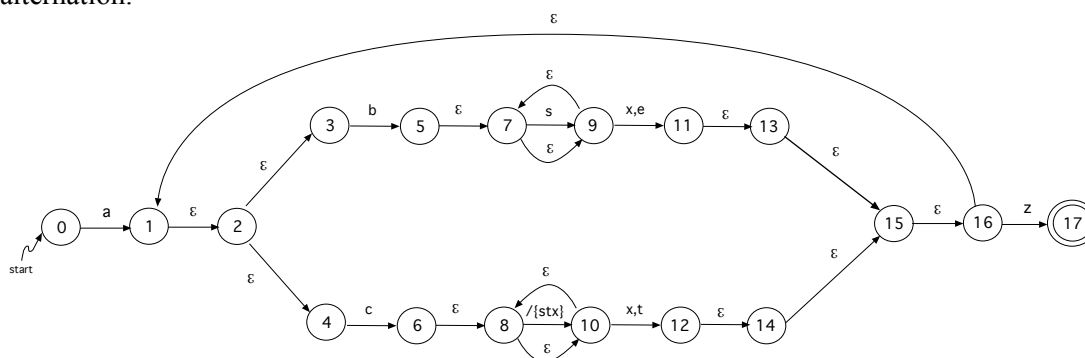 alternation.
ε
ε
b ε s x,e ε
3 5 7 9 11 13
ε
ε ε
a ε ε z
0 1 2 15 16 17
start
ε ε
ε
c ε /{stx} x,t ε
4 6 8 10 12 14
ε